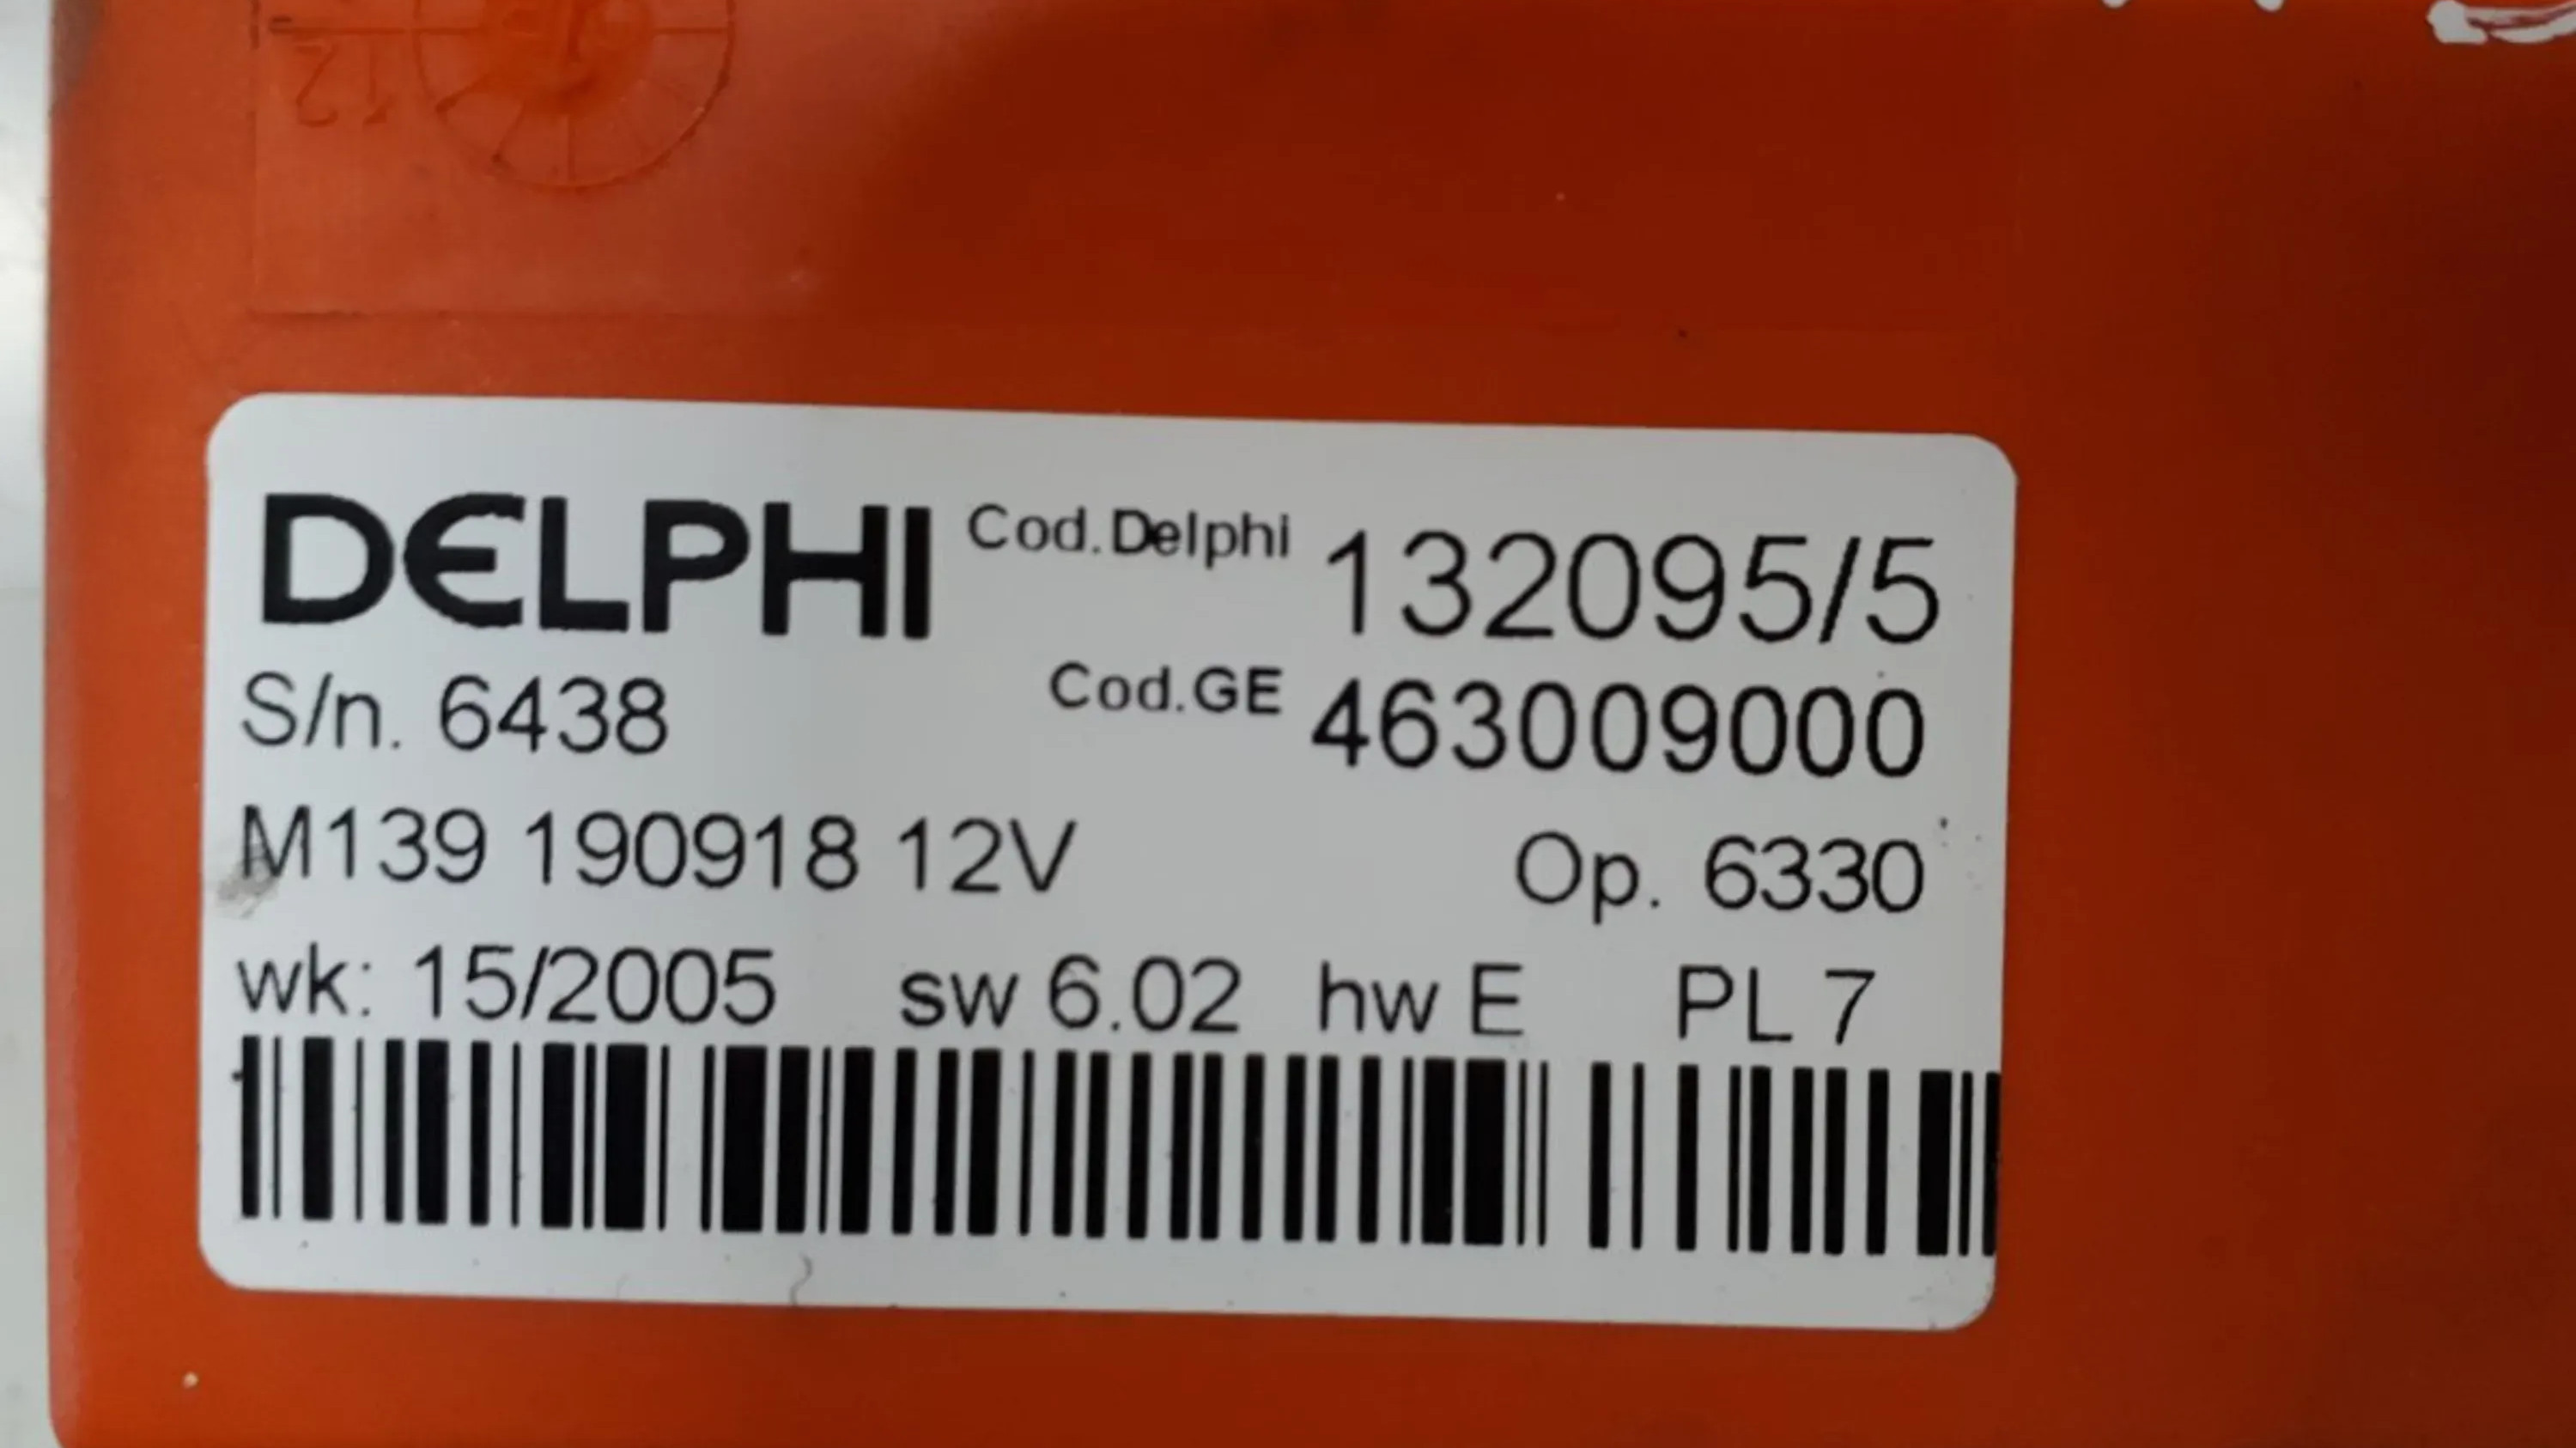 12
DELPHI Cod.Delphi 132095/5
S/n. 6438 Cod.GE 463009000
M139 190918 12V Op. 6330
wk: 15/2005 sw 6.02 hw E PL 7